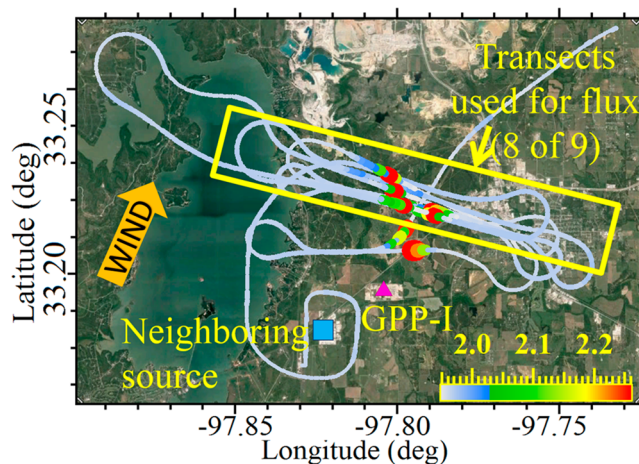 Transects
used for flux
(8 of 9)
33.25
33.20
Latitude (deg)
WIND
GPP-I
Neighboring
source
2.0
2.1
2.2
-97.85
-97.80
-97.75
Longitude (deg)